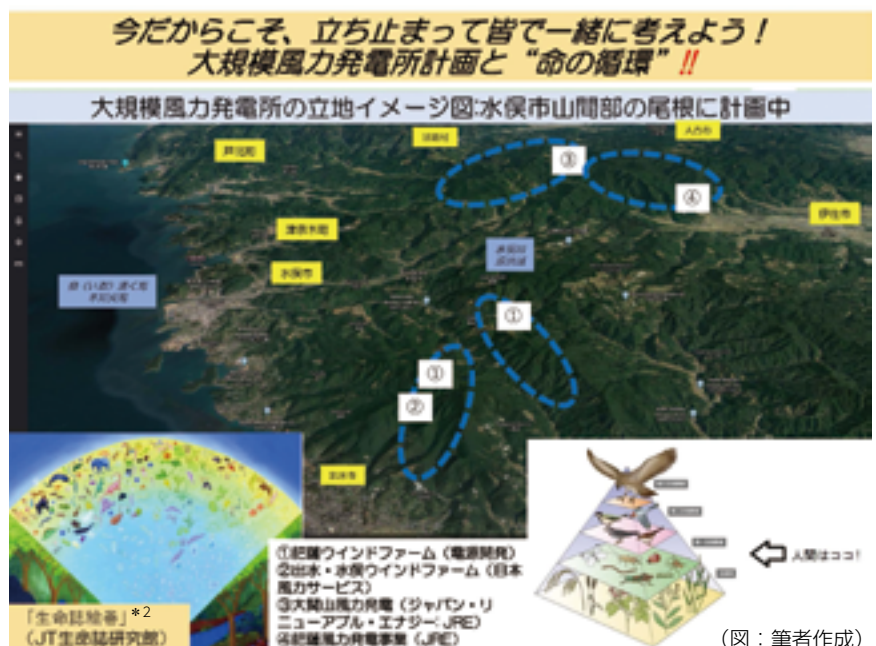 今だからこそ、立ち止まって皆で一緒に考えよう！
大規模風力発電所計画と“命の循環”!!
大規模風力発電所の立地イメージ図:水俣市山間部の尾根に計画中
芦北町
③
④
伊佐市
津奈木町
水俣市
①
①
②
出水市
「生命誌絵巻」*2
（JT生命誌研究館）
①肥薩ウインドファーム（電源開発）
②出水・水俣ウインドファーム（日本
風力サービス）
③大関山風力発電（ジャパン・リ
ニューアブル・エナジー: JRE）
④肥薩風力発電事業（JRE）
人間はココ！
（図：筆者作成）